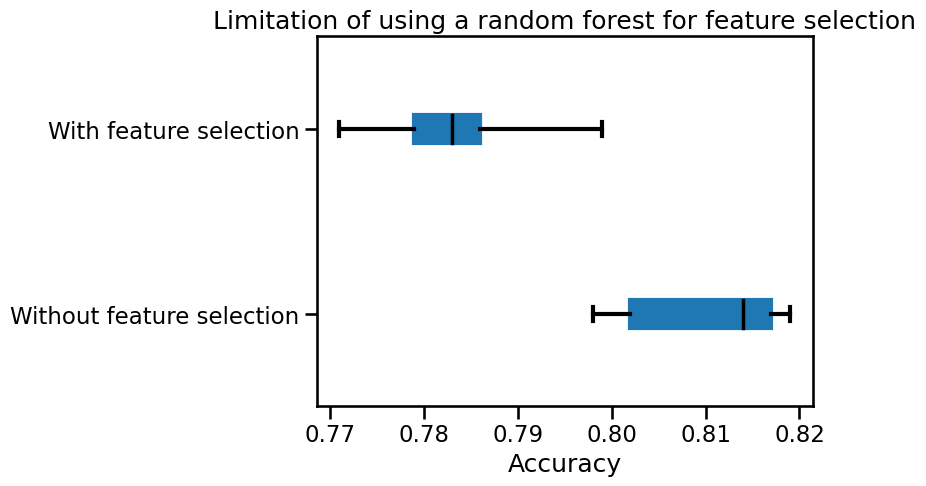 Limitation of using a random forest for feature selection
With feature selection
Without feature selection
0.77 0.78 0.79 0.80 0.81 0.82
Accuracy